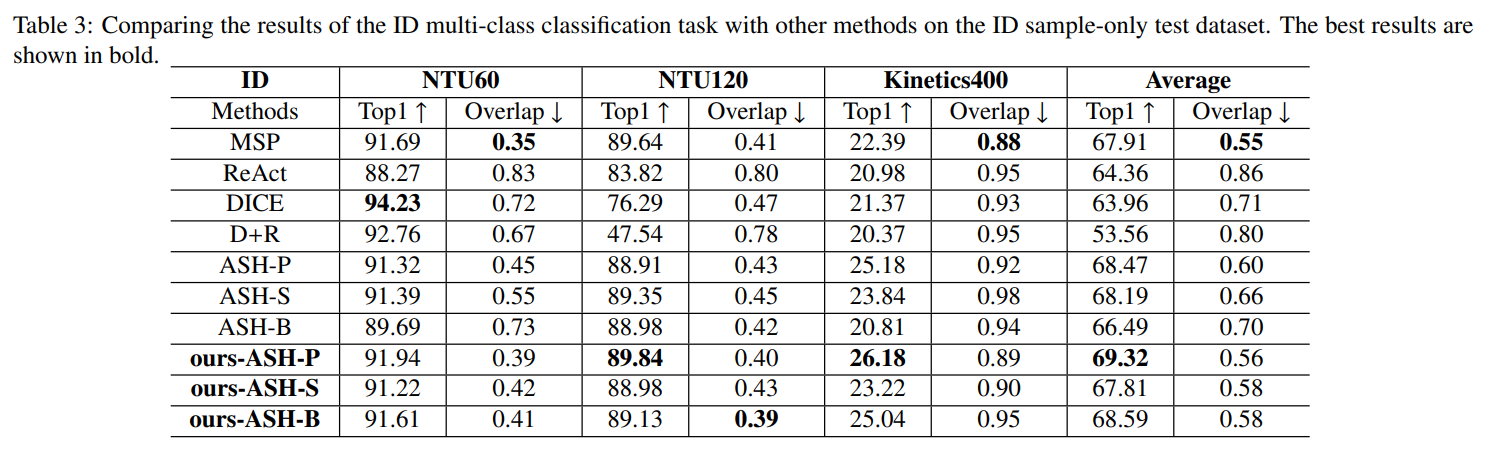 Table 3: Comparing the results of the ID multi-class classification task with other methods on the ID sample-only test dataset. The best results are
shown in bold.
ID NTU60 NTU120 Kinetics400 Average
Methods Top1 ↑ Overlap ↓ Top1 ↑ Overlap ↓ Top1 ↑ Overlap ↓ Top1 ↑ Overlap ↓
MSP 91.69 0.35 89.64 0.41 22.39 0.88 67.91 0.55
ReAct 88.27 0.83 83.82 0.80 20.98 0.95 64.36 0.86
DICE 94.23 0.72 76.29 0.47 21.37 0.93 63.96 0.71
D+R 92.76 0.67 47.54 0.78 20.37 0.95 53.56 0.80
ASH-P 91.32 0.45 88.91 0.43 25.18 0.92 68.47 0.60
ASH-S 91.39 0.55 89.35 0.45 23.84 0.98 68.19 0.66
ASH-B 89.69 0.73 88.98 0.42 20.81 0.94 66.49 0.70
ours-ASH-P 91.94 0.39 89.84 0.40 26.18 0.89 69.32 0.56
ours-ASH-S 91.22 0.42 88.98 0.43 23.22 0.90 67.81 0.58
ours-ASH-B 91.61 0.41 89.13 0.39 25.04 0.95 68.59 0.58